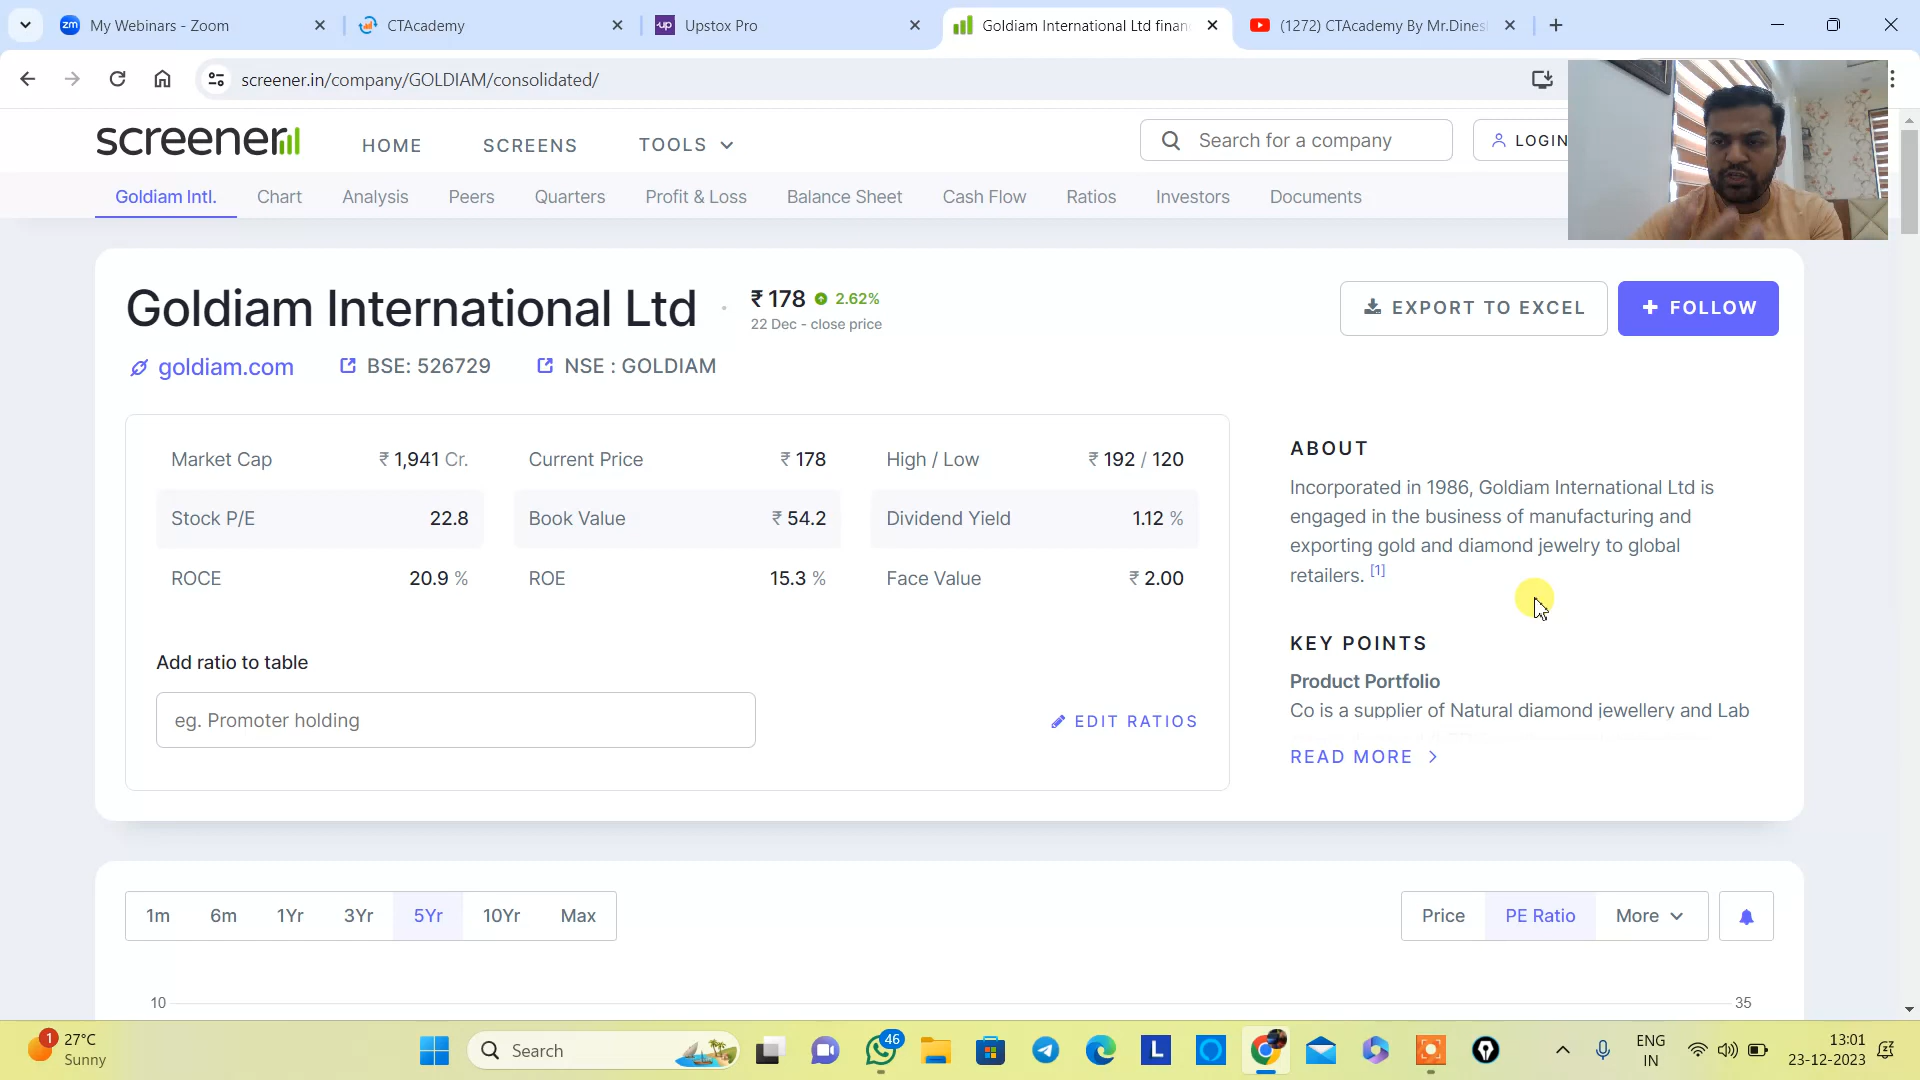 zm My Webinars - Zoom
CTAcademy
up Upstox Pro
Goldiam International Ltd finan
(1272) CTAcademy By Mr.Dines
screener.in/company/GOLDIAM/consolidated/
screener
HOME
SCREENS
TOOLS
Search for a company
LOGIN
Goldiam Intl.
Chart
Analysis
Peers
Quarters
Profit & Loss
Balance Sheet
Cash Flow
Ratios
Investors
Documents
Goldiam International Ltd
₹ 178 2.62%
22 Dec - close price
EXPORT TO EXCEL
+ FOLLOW
goldiam.com
BSE: 526729
NSE : GOLDIAM
Market Cap ₹ 1,941 Cr.
Current Price ₹ 178
High / Low ₹ 192 / 120
Stock P/E 22.8
Book Value ₹ 54.2
Dividend Yield 1.12 %
ROCE 20.9 %
ROE 15.3 %
Face Value ₹ 2.00
Add ratio to table
eg. Promoter holding
EDIT RATIOS
ABOUT
Incorporated in 1986, Goldiam International Ltd is
engaged in the business of manufacturing and
exporting gold and diamond jewelry to global
retailers. [1]
KEY POINTS
Product Portfolio
Co is a supplier of Natural diamond jewellery and Lab
READ MORE
1m
6m
1Yr
3Yr
5Yr
10Yr
Max
Price
PE Ratio
More
10
35
1
27°C
Sunny
Search
46
L
ENG
IN
13:01
23-12-2023